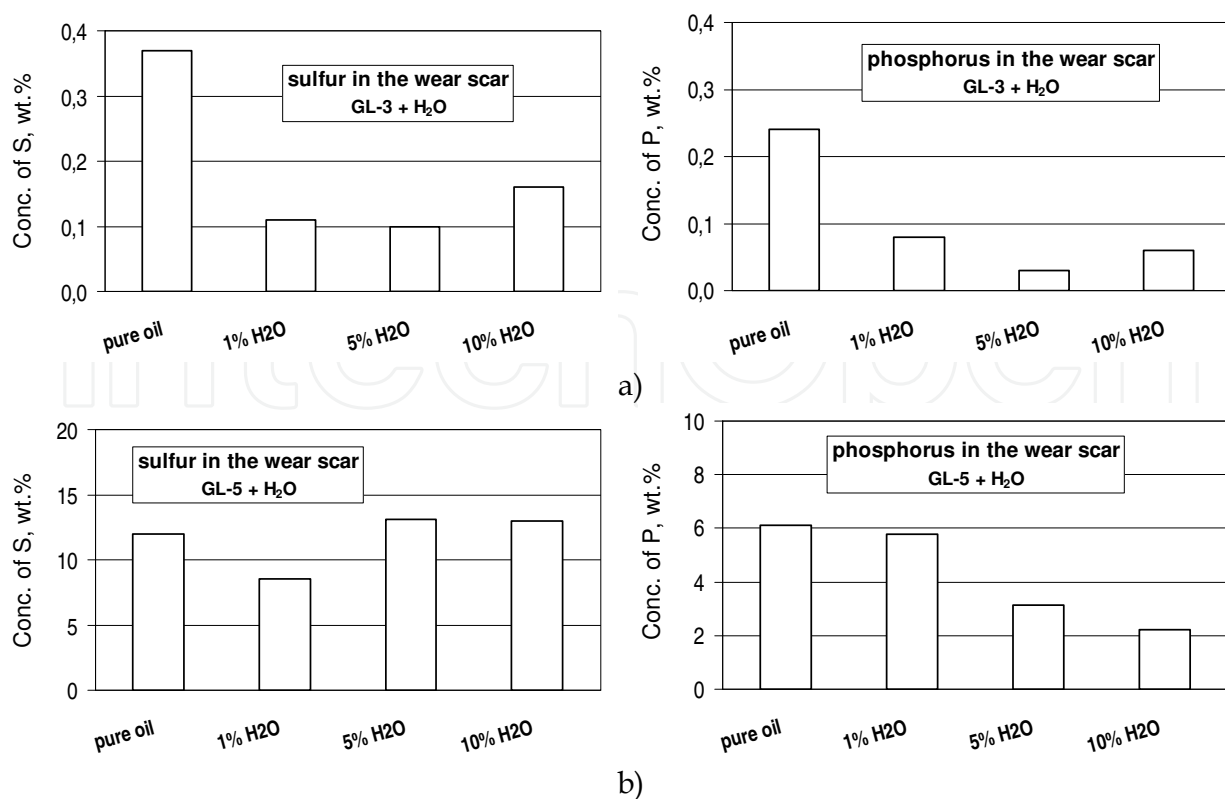 0,4
0,3
0,2
0,1
0,0
Conc. of S, wt.%
sulfur in the wear scar
GL-3 + H₂O
pure oil 1% H2O 5% H2O 10% H2O
0,4
0,3
0,2
0,1
0,0
Conc. of P, wt.%
phosphorus in the wear scar
GL-3 + H₂O
pure oil 1% H2O 5% H2O 10% H2O
intechopen
a)
20
15
10
5
0
Conc. of S, wt.%
sulfur in the wear scar
GL-5 + H₂O
pure oil 1% H2O 5% H2O 10% H2O
10
8
6
4
2
0
Conc. of P, wt.%
phosphorus in the wear scar
GL-5 + H₂O
pure oil 1% H2O 5% H2O 10% H2O
b)